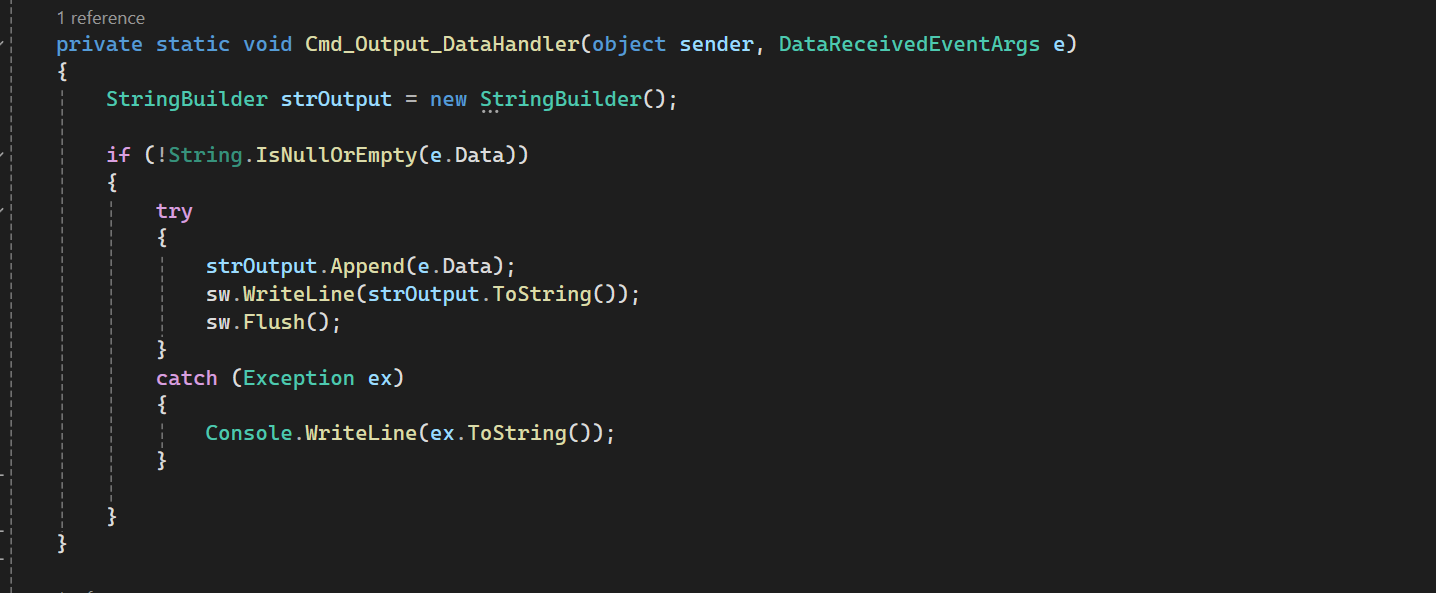 1 reference
private static void Cmd_Output_DataHandler(object sender, DataReceivedEventArgs e)
{
StringBuilder strOutput = new StringBuilder();
if (!String.IsNullOrEmpty(e.Data))
{
try
{
strOutput.Append(e.Data);
sw.WriteLine(strOutput.ToString());
sw.Flush();
}
catch (Exception ex)
{
Console.WriteLine(ex.ToString());
}
}
}